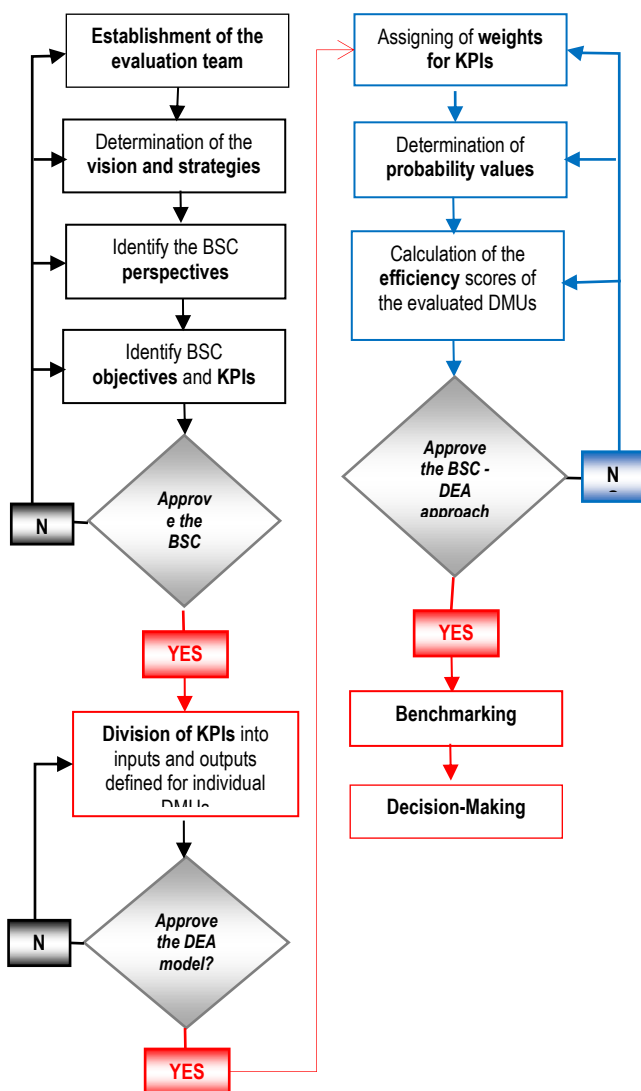 Establishment of the
evaluation team
Determination of the
vision and strategies
Identify the BSC
perspectives
Identify BSC
objectives and KPIs
Approv
e the
BSC
N
YES
Division of KPIs into
inputs and outputs
defined for individual
DMUs
Approve
the DEA
model?
N
YES
Assigning of weights
for KPIs
Determination of
probability values
Calculation of the
efficiency scores of
the evaluated DMUs
Approve
the BSC -
DEA
approach
N
YES
Benchmarking
Decision-Making